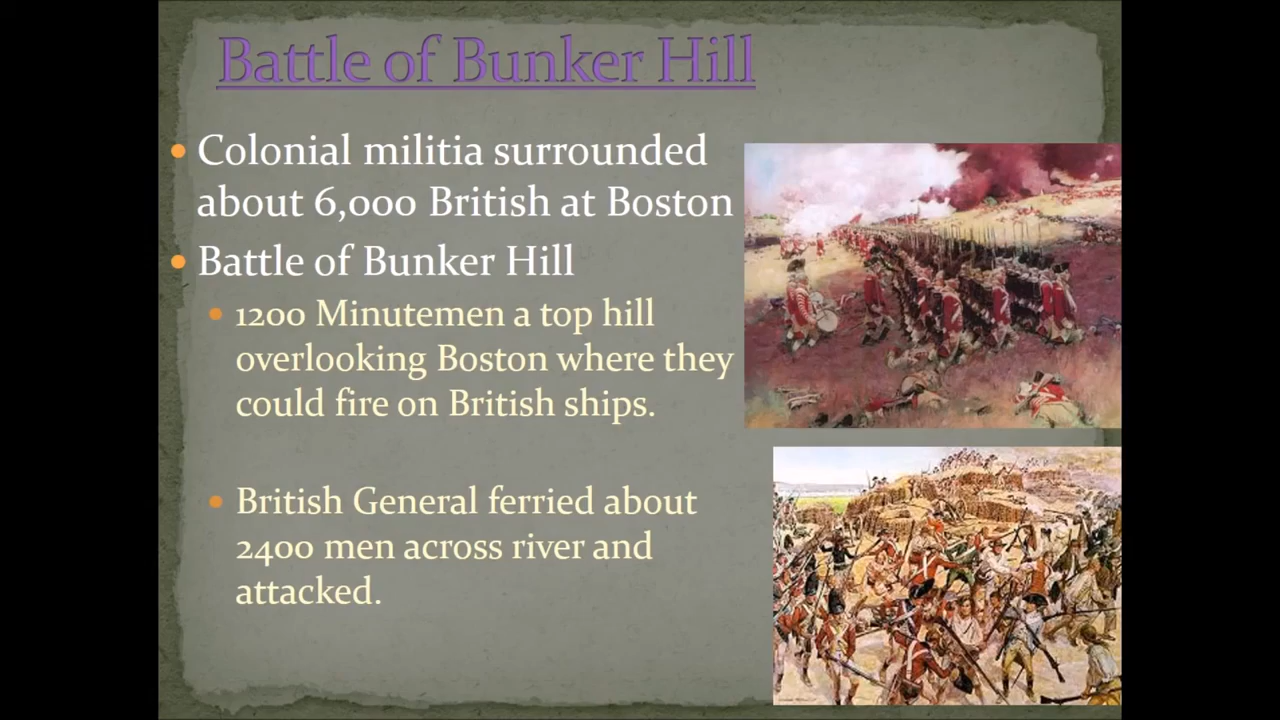 Battle of Bunker Hill
Colonial militia surrounded
about 6,000 British at Boston
Battle of Bunker Hill
1200 Minutemen a top hill
overlooking Boston where they
could fire on British ships.
British General ferried about
2400 men across river and
attacked.